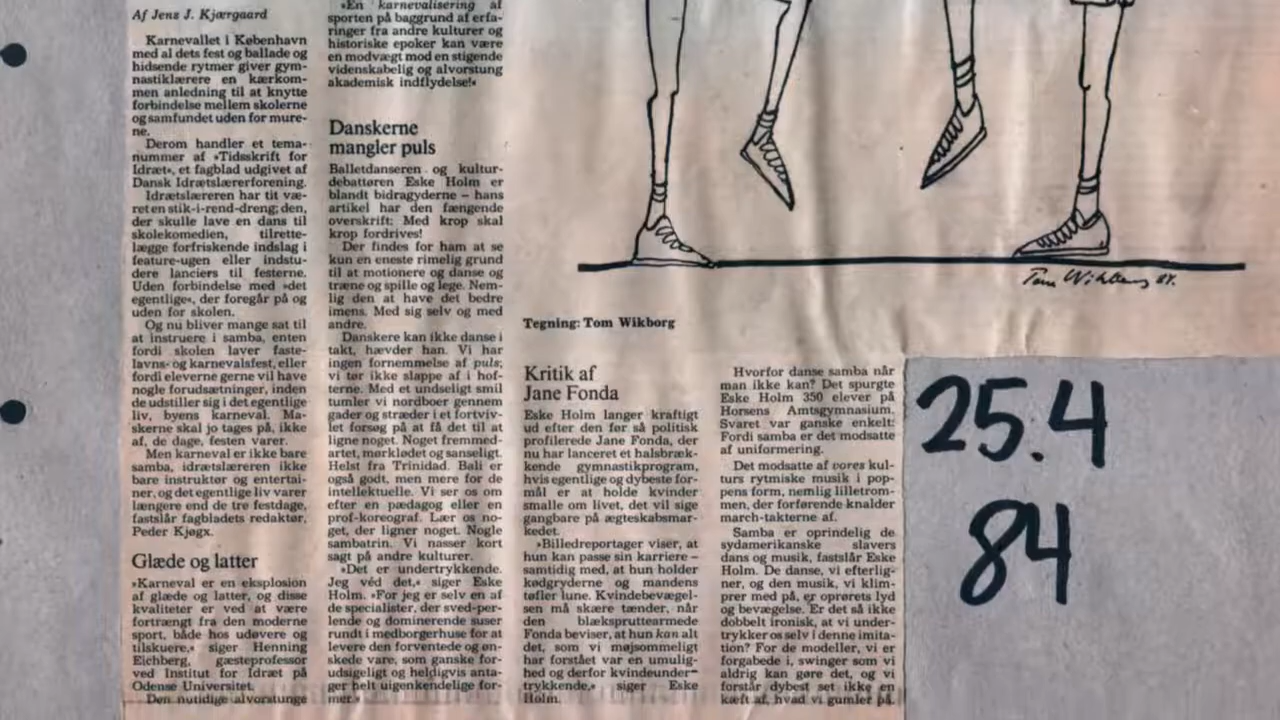 Af Jens J. Kjærgaard
Karnevallet i København
med al dets fest og ballade og
hidsende rytmer giver gym-
nastiklærere en kærkom-
men anledning til at knytte
forbindelse mellem skolerne
og samfundet uden for mure-
ne.
Derom handler et tema-
nummer af »Tidsskrift for
Idræt«, et fagblad udgivet af
Dansk Idrætslærerforening.
Idrætslæreren har tit væ-
ret en stik-i-rend-dreng; den,
der skulle lave en dans til
skolekomedien, tilrette-
lægge forfriskende indslag i
feature-ugen eller indstu-
dere lanciers til festerne.
Uden forbindelse med »det
egentlige«, der foregår på og
uden for skolen.
Og nu bliver mange sat til
at instruere i samba, enten
fordi skolen laver faste-
lavns- og karnevalsfest, eller
fordi eleverne gerne vil have
nogle forudsætninger, inden
de udstiller sig i det egentlige
liv, byens karneval. Ma-
skerne skal jo tages på, ikke
af, de dage, festen varer.
Men karneval er ikke bare
samba, idrætslæreren ikke
bare instruktør og entertai-
ner, og det egentlige liv varer
længere end de tre festdage,
fastslår fagbladets redaktør,
Peder Kjøgx.
Glæde og latter
»Karneval er en eksplosion
af glæde og latter, og disse
kvaliteter er ved at være
fortrængt fra den moderne
sport, både hos udøvere og
tilskuere,« siger Henning
Eichberg, gæsteprofessor
ved Institut for Idræt på
Odense Universitet.
Den nutidige alvorstunge
»En karnevalisering af
sporten på baggrund af erfa-
ringer fra andre kulturer og
historiske epoker kan være
en modvægt mod en stigende
videnskabelig og alvorstung
akademisk indflydelse!«
Danskerne
mangler puls
Balletdanseren og kultur-
debattøren Eske Holm er
blandt bidragyderne – hans
artikel har den fængende
overskrift: Med krop skal
krop fordrives!
Der findes for ham at se
kun en eneste rimelig grund
til at motionere og danse og
træne og spille og lege. Nem-
lig den at have det bedre
imens. Med sig selv og med
andre.
Danskere kan ikke danse i
takt, hævder han. Vi har
ingen fornemmelse af puls;
vi tør ikke slappe af i hof-
terne. Med et undseligt smil
tumler vi nordboer gennem
gader og stræder i et fortviv-
let forsøg på at få det til at
ligne noget. Noget fremmed-
artet, mørklødet og sanseligt.
Helst fra Trinidad. Bali er
også godt, men mere for de
intellektuelle. Vi ser os om
efter en pædagog eller en
prof-koreograf. Lær os no-
get, der ligner noget. Nogle
sambatrin. Vi nasser kort
sagt på andre kulturer.
»Det er undertrykkende.
Jeg véd det,« siger Eske
Holm. »For jeg er selv en af
de specialister, der sved-per-
lende og dominerende suser
rundt i medborgerhuse for at
levere den forventede og øn-
skede vare, som ganske for-
udsigeligt og heldigvis anta-
ger helt uigenkendelige for-
mer.«
Tom Wikborg 84.
Tegning: Tom Wikborg
Kritik af
Jane Fonda
Eske Holm langer kraftigt
ud efter den før så politisk
profilerede Jane Fonda, der
nu har lanceret et halsbræk-
kende gymnastikprogram,
hvis egentlige og dybeste for-
mål er at holde kvinder
smalle om livet, det vil sige
gangbare på ægteskabsmar-
kedet.
»Billedreportager viser, at
hun kan passe sin karriere –
samtidig med, at hun holder
kødgryderne og mandens
tøfler lune. Kvindebevægel-
sen må skære tænder, når
den blækspruttearmede
Fonda beviser, at hun kan alt
det, som vi møjsommeligt
har forstået var en umulig-
hed og derfor kvindeunder-
trykkende,« siger Eske
Holm.
Hvorfor danse samba når
man ikke kan? Det spurgte
Eske Holm 350 elever på
Horsens Amtsgymnasium.
Svaret var ganske enkelt:
Fordi samba er det modsatte
af uniformering.
Det modsatte af vores kul-
turs rytmiske musik i pop-
pens form, nemlig lilletrom-
men, der forførende knalder
march-takterne af.
Samba er oprindelig de
sydamerikanske slavers
dans og musik, fastslår Eske
Holm. De danse, vi efterlig-
ner, og den musik, vi klim-
prer med på, er oprørets lyd
og bevægelse. Er det så ikke
dobbelt ironisk, at vi under-
trykker os selv i denne imita-
tion? For de modeller, vi er
forgabede i, swinger som vi
aldrig kan gøre det, og vi
forstår dybest set ikke en
kæft af, hvad vi gumler på.
25.4
84